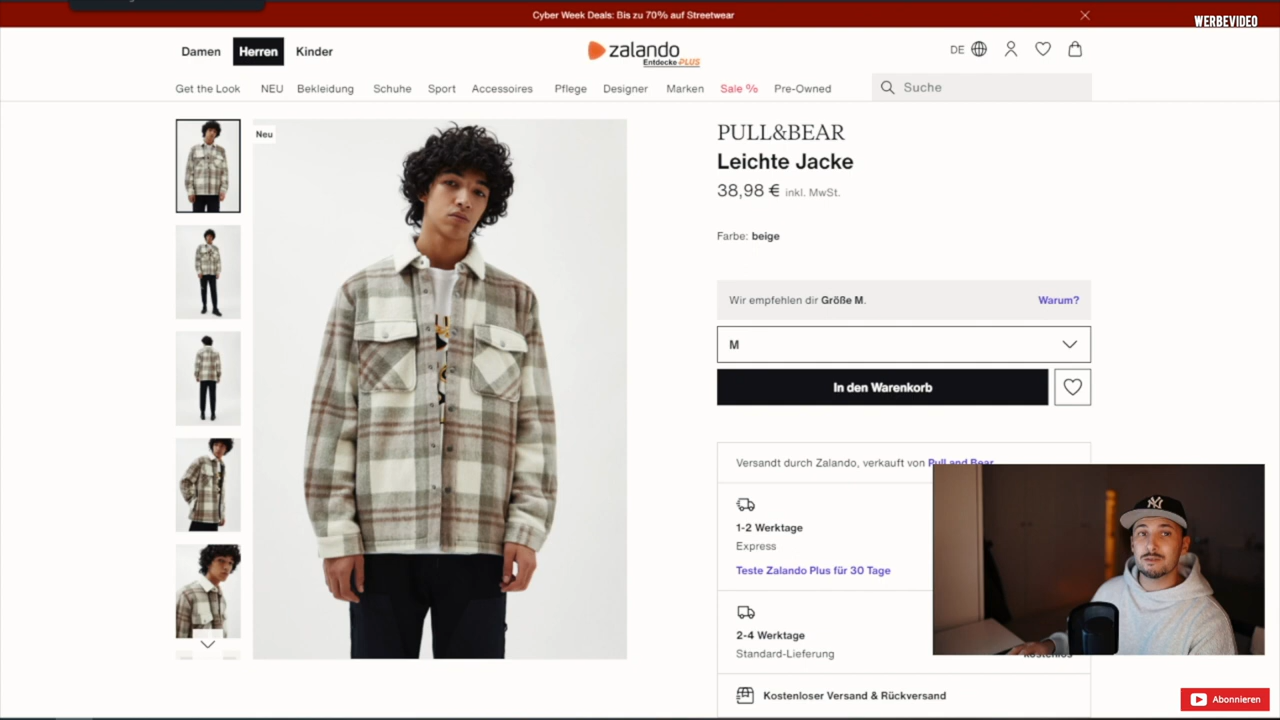 Cyber Week Deals: Bis zu 70% auf Streetwear
WERBEVIDEO
Damen Herren Kinder
zalando
Entdecke PLUS
DE
Get the Look NEU Bekleidung Schuhe Sport Accessoires Pflege Designer Marken Sale % Pre-Owned
Suche
Neu
PULL&BEAR
Leichte Jacke
38,98 € inkl. MwSt.
Farbe: beige
Wir empfehlen dir Größe M. Warum?
M
In den Warenkorb
Versandt durch Zalando, verkauft von Pull and Bear
1-2 Werktage
Express
Teste Zalando Plus für 30 Tage
2-4 Werktage
Standard-Lieferung kostenlos
Kostenloser Versand & Rückversand
Abonnieren